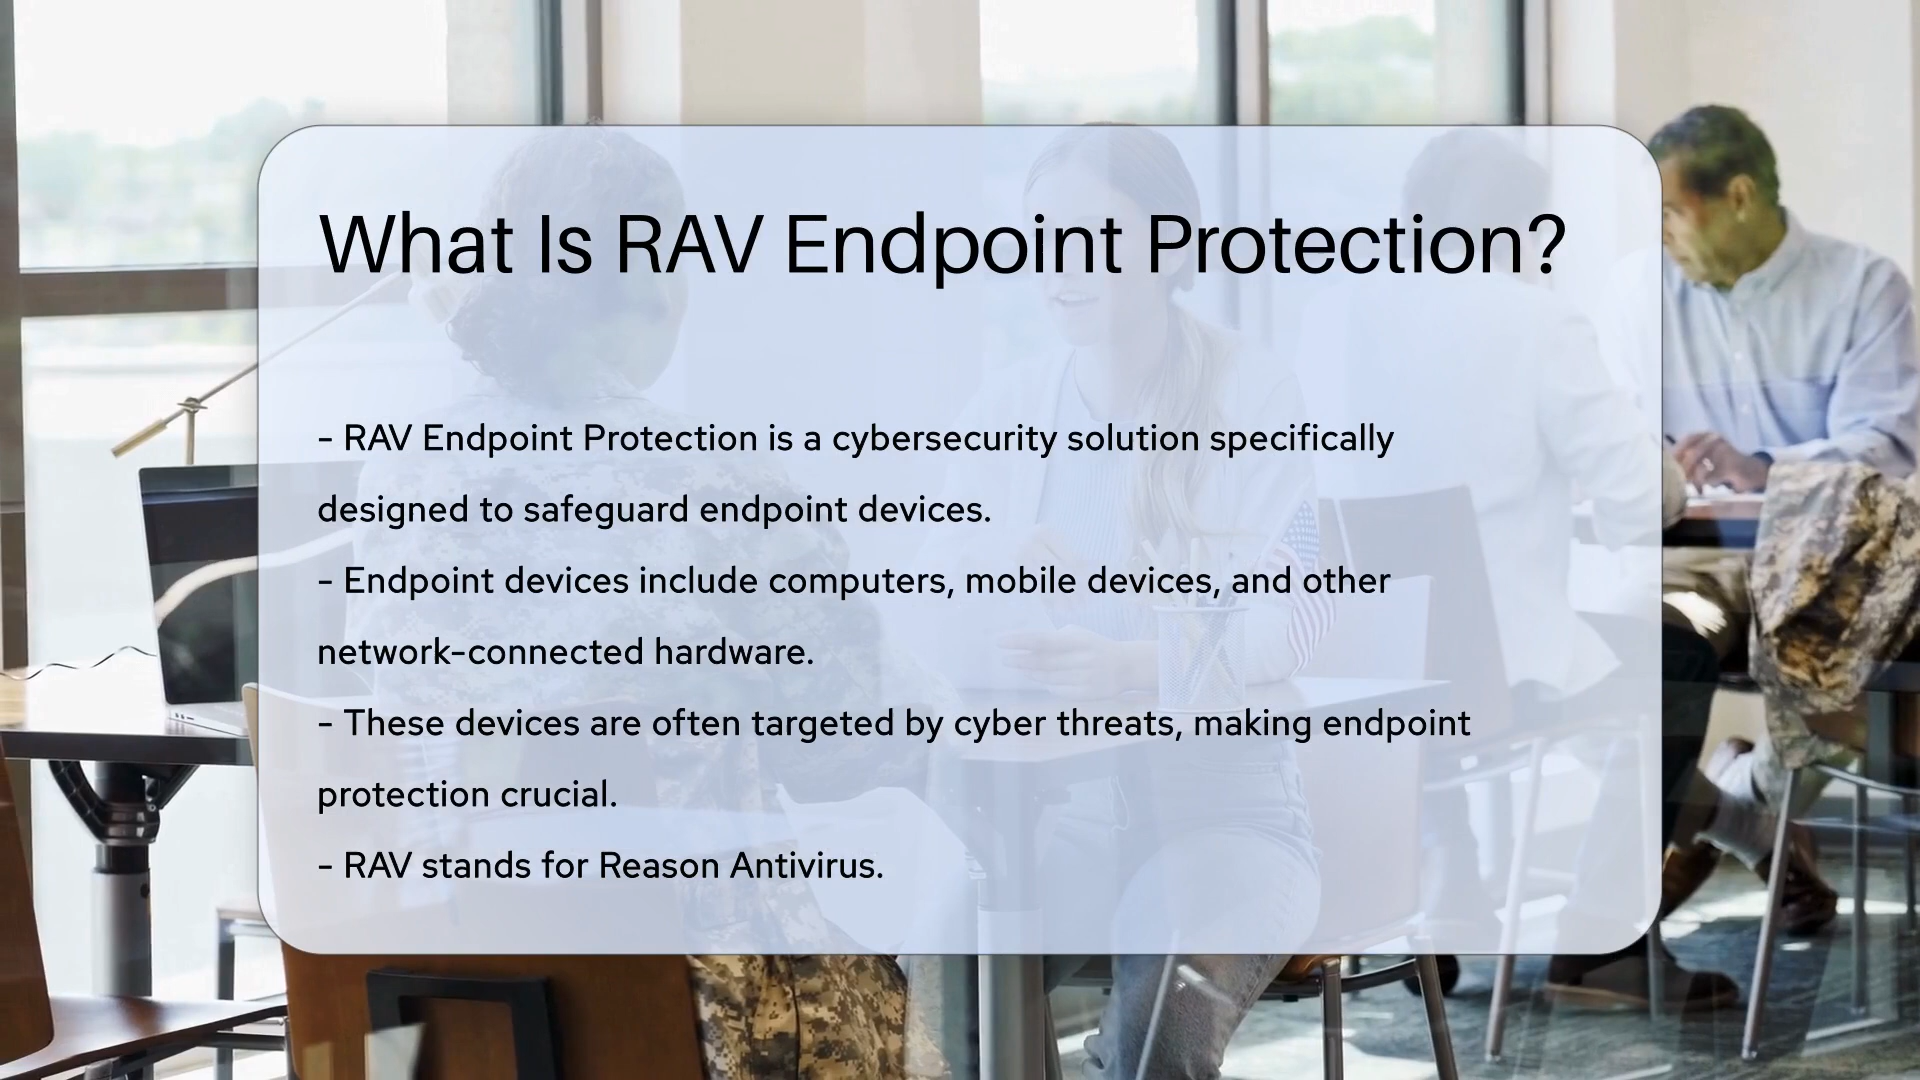 What Is RAV Endpoint Protection?
- RAV Endpoint Protection is a cybersecurity solution specifically
designed to safeguard endpoint devices.
- Endpoint devices include computers, mobile devices, and other
network-connected hardware.
- These devices are often targeted by cyber threats, making endpoint
protection crucial.
- RAV stands for Reason Antivirus.